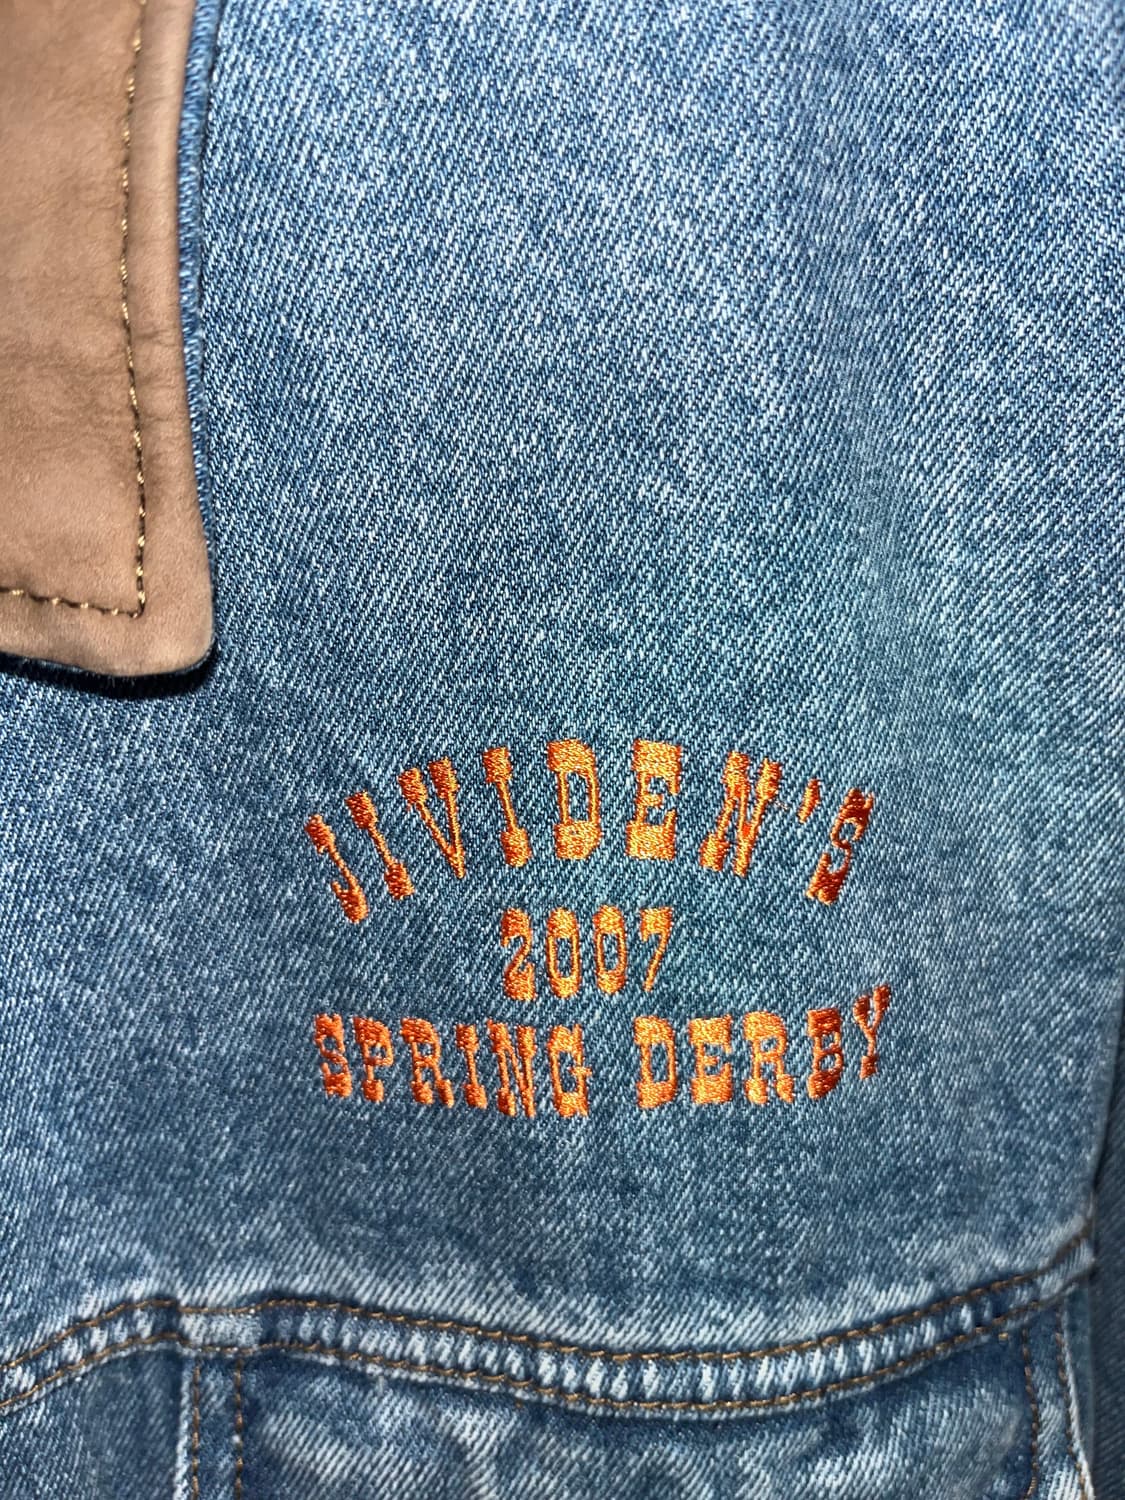 JIVIDEN'S
2007
SPRING DERBY